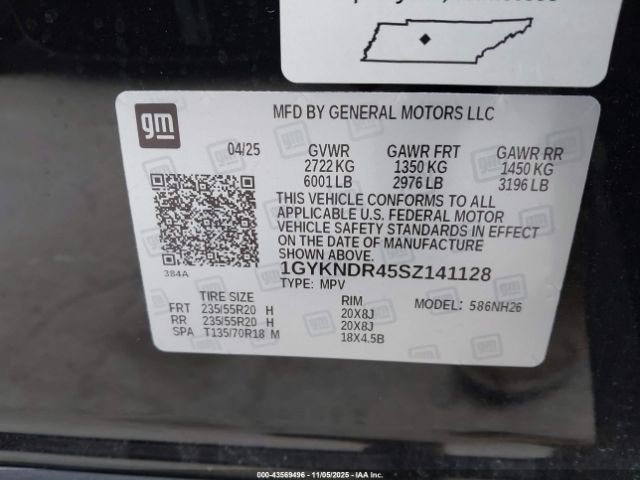 gm
MFD BY GENERAL MOTORS LLC
04/25
GVWR GAWR FRT GAWR RR
2722 KG 1350 KG 1450 KG
6001 LB 2976 LB 3196 LB
THIS VEHICLE CONFORMS TO ALL
APPLICABLE U.S. FEDERAL MOTOR
VEHICLE SAFETY STANDARDS IN EFFECT
ON THE DATE OF MANUFACTURE
SHOWN ABOVE.
384A
1GYKNDR45SZ141128
TYPE: MPV
TIRE SIZE RIM MODEL: 586NH26
FRT 235/55R20 H 20X8J
RR 235/55R20 H 20X8J
SPA T135/70R18 M 18X4.5B
000-43569496 - 11/05/2025 - IAA Inc.